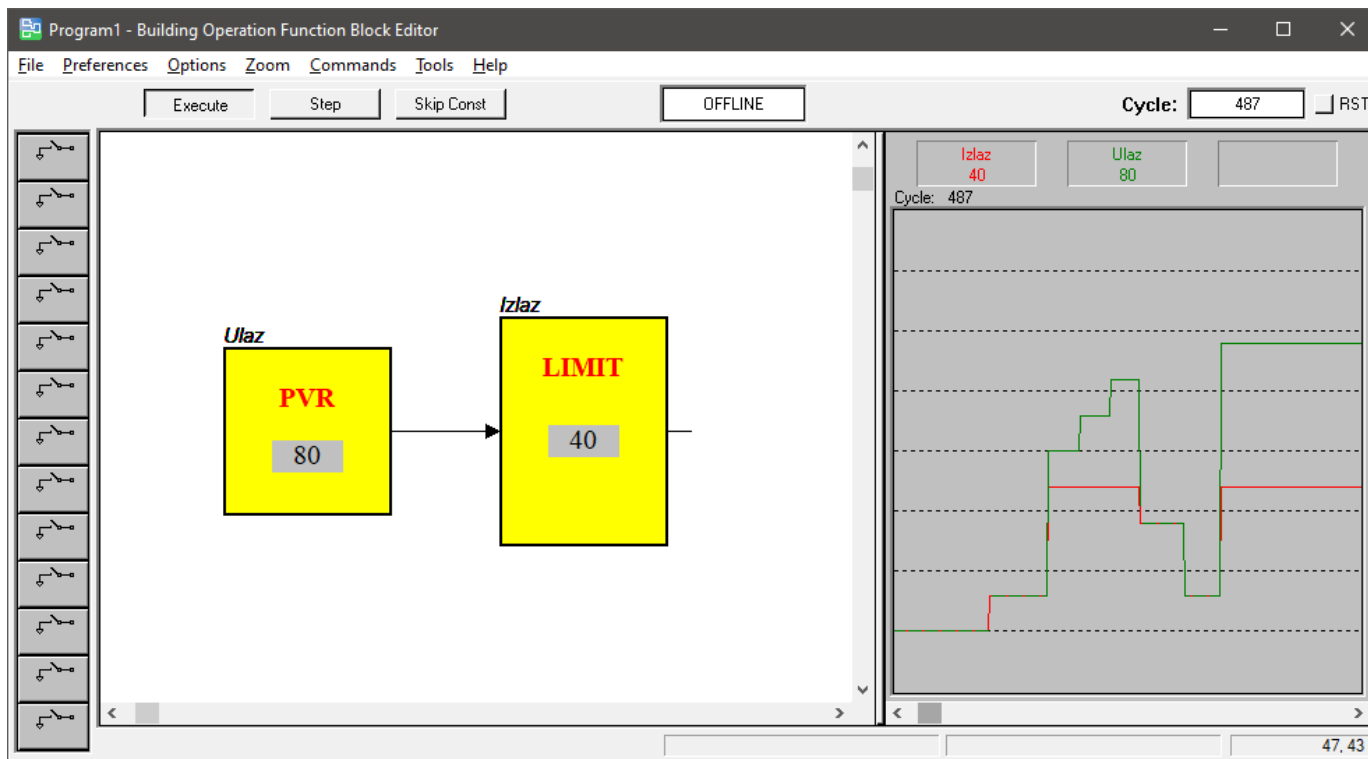 Program1 - Building Operation Function Block Editor
File Preferences Options Zoom Commands Tools Help
Execute Step Skip Const OFFLINE Cycle: 487 RST
Izlaz Ulaz
40 80
Cycle: 487
Izlaz
Ulaz
LIMIT
PVR
40
80
47, 43